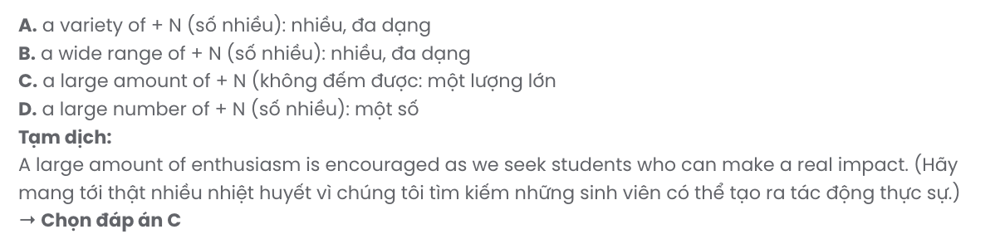 A. a variety of + N (số nhiều): nhiều, đa dạng
B. a wide range of + N (số nhiều): nhiều, đa dạng
C. a large amount of + N (không đếm được: một lượng lớn
D. a large number of + N (số nhiều): một số
Tạm dịch:
A large amount of enthusiasm is encouraged as we seek students who can make a real impact. (Hãy
mang tới thật nhiều nhiệt huyết vì chúng tôi tìm kiếm những sinh viên có thể tạo ra tác động thực sự.)
→ Chọn đáp án C